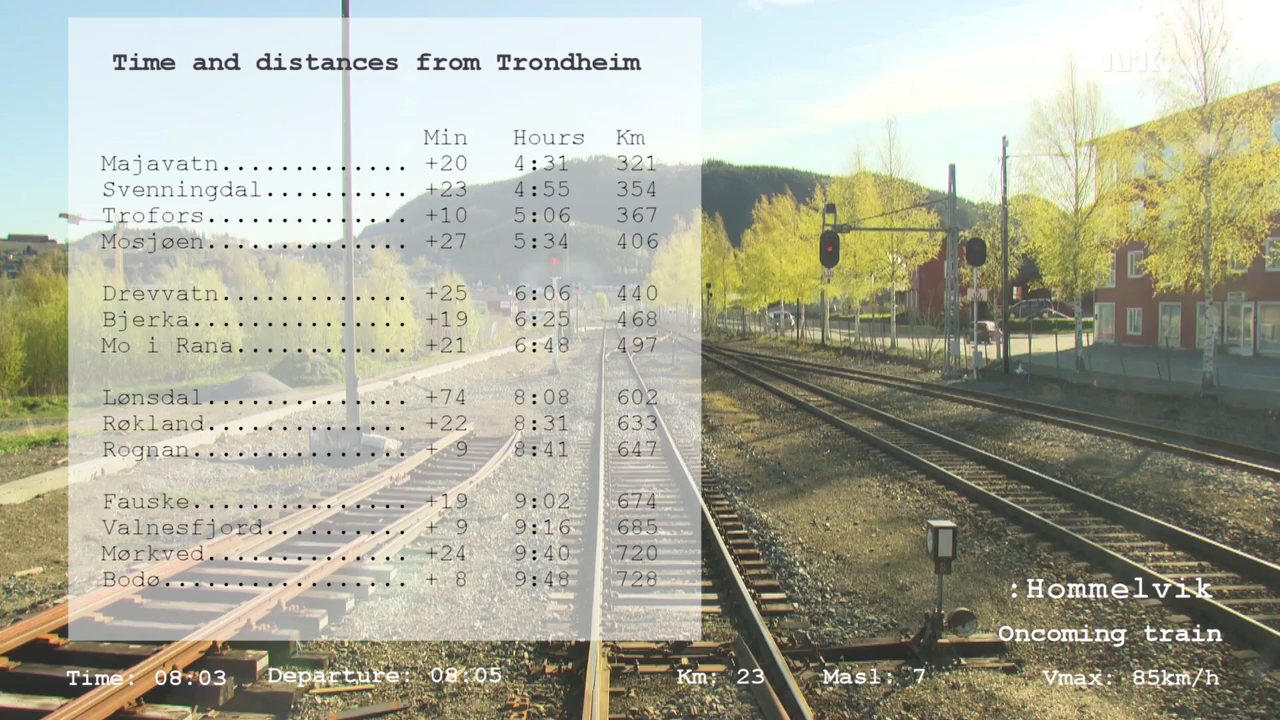 nrk
Time and distances from Trondheim
Min Hours Km
Majavatn............. +20 4:31 321
Svenningdal.......... +23 4:55 354
Trofors.............. +10 5:06 367
Mosjøen.............. +27 5:34 406
Drevvatn............. +25 6:06 440
Bjerka............... +19 6:25 468
Mo i Rana............ +21 6:48 497
Lønsdal.............. +74 8:08 602
Røkland.............. +22 8:31 633
Rognan............... + 9 8:41 647
Fauske............... +19 9:02 674
Valnesfjord.......... + 9 9:16 685
Mørkved.............. +24 9:40 720
Bodø................. + 8 9:48 728
:Hommelvik
Oncoming train
Time: 08:03 Departure: 08:05 Km: 23 Masl: 7 Vmax: 85km/h